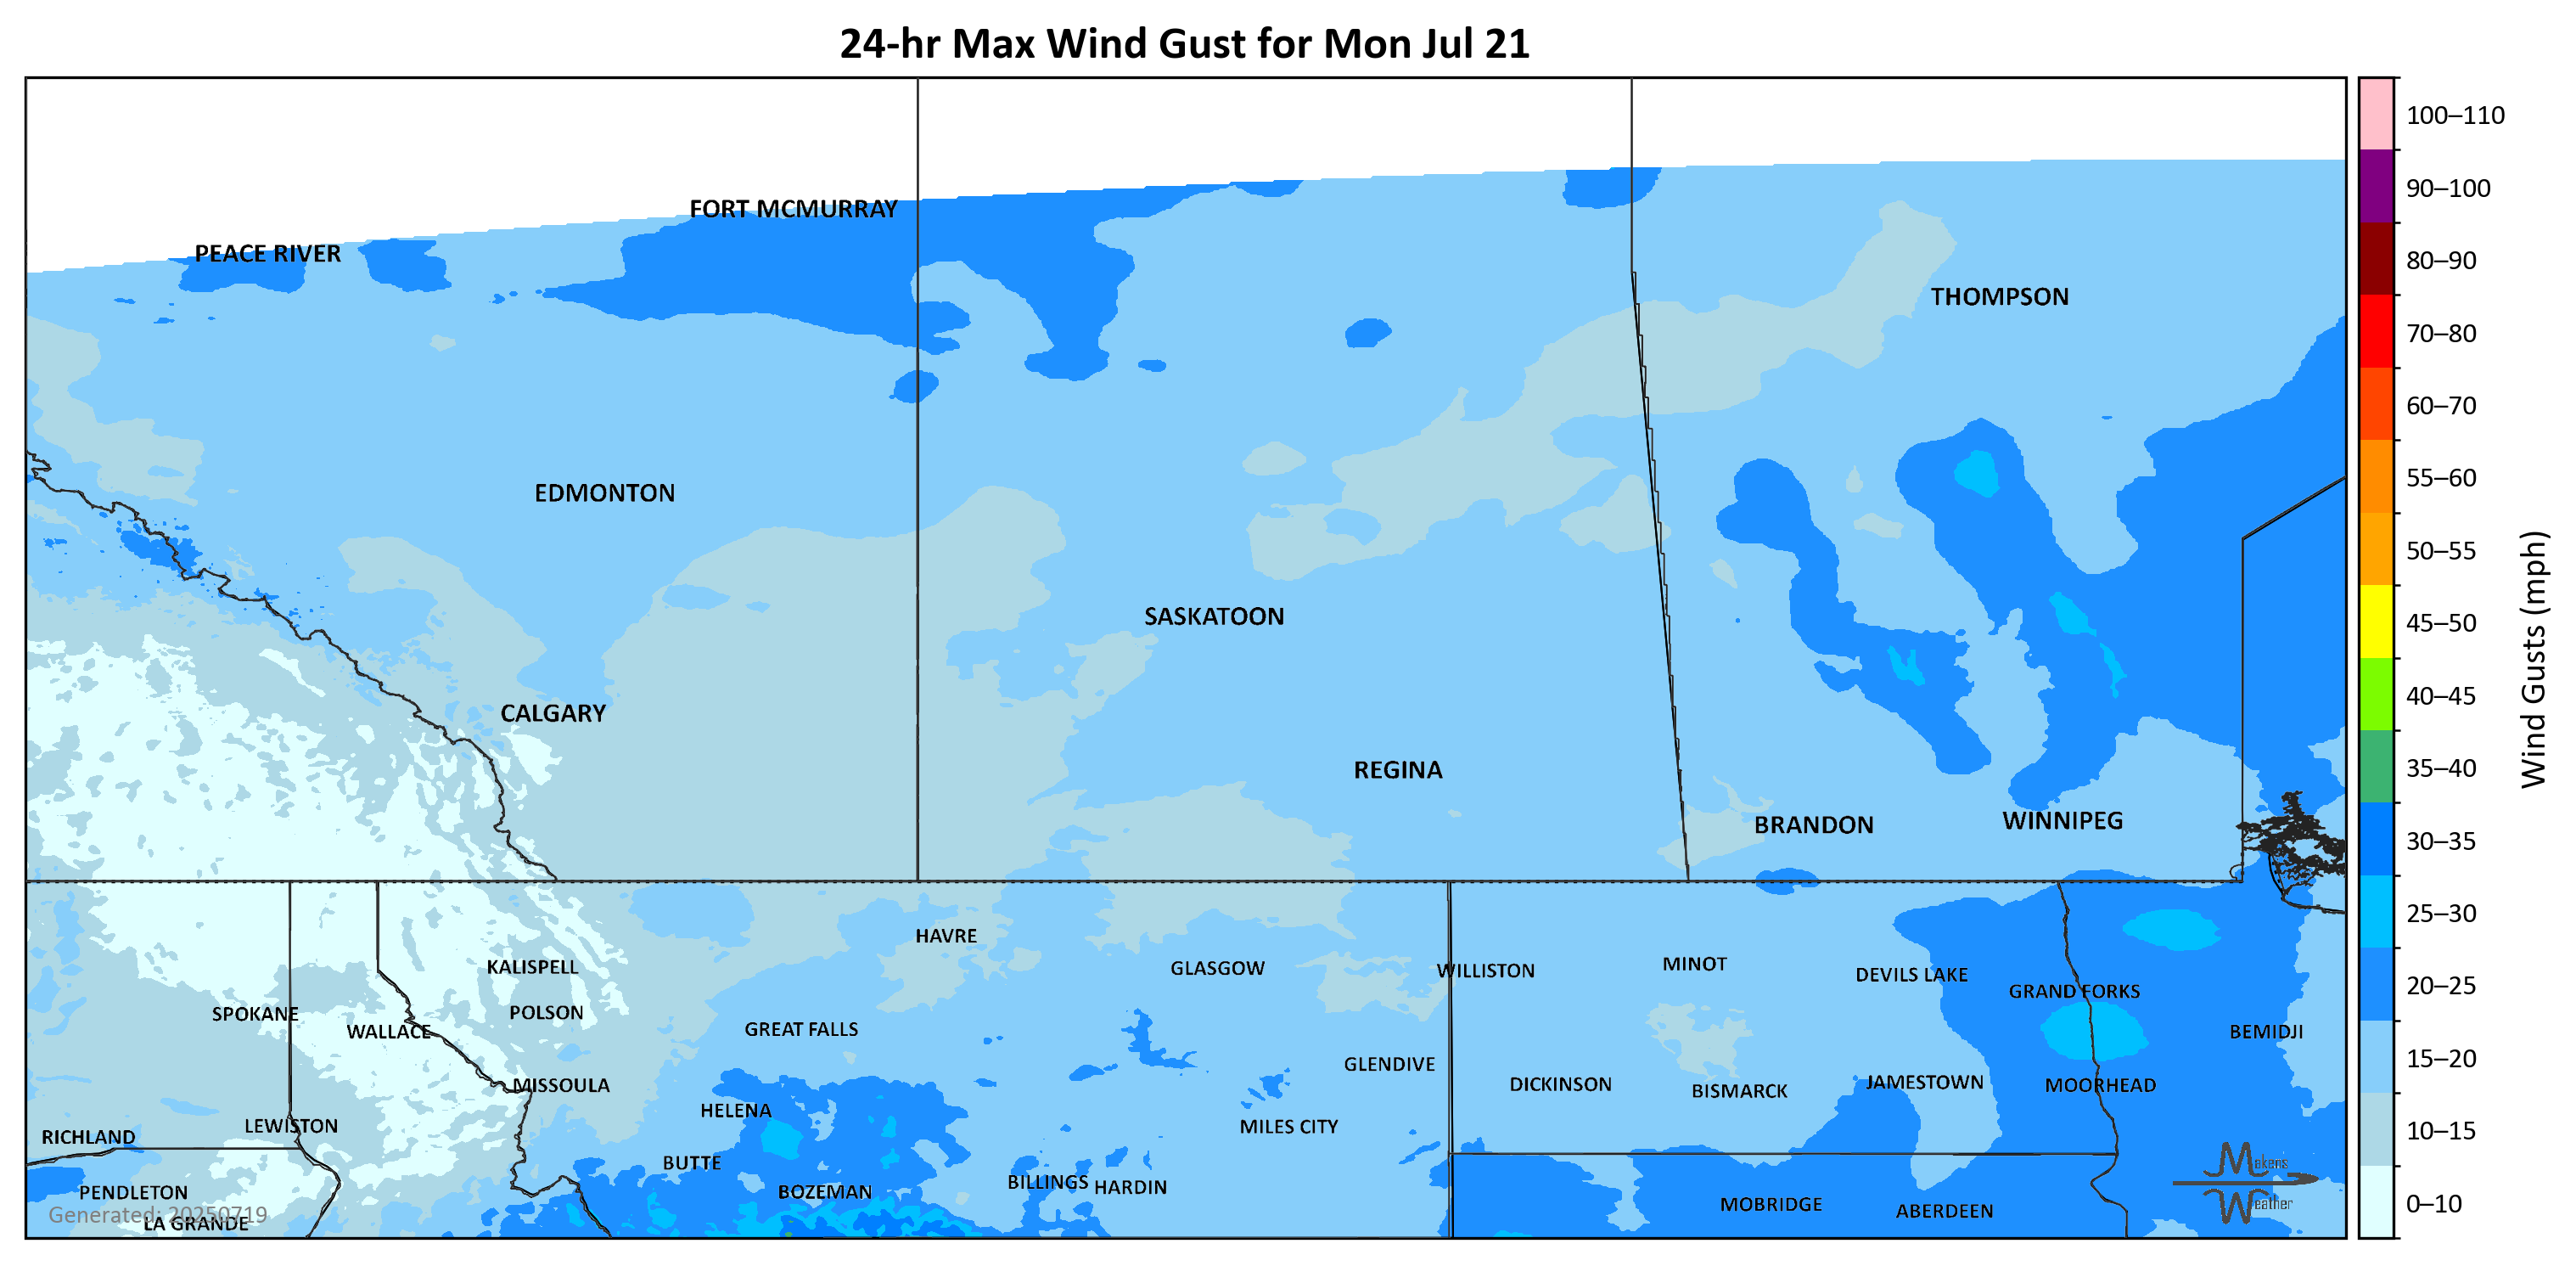 24-hr Max Wind Gust for Mon Jul 21
FORT MCMURRAY
PEACE RIVER
THOMPSON
EDMONTON
SASKATOON
CALGARY
REGINA
BRANDON
WINNIPEG
HAVRE
KALISPELL
GLASGOW
WILLISTON
MINOT
DEVILS LAKE
GRAND FORKS
SPOKANE
POLSON
WALLACE
GREAT FALLS
BEMIDJI
GLENDIVE
MISSOULA
DICKINSON
BISMARCK
JAMESTOWN
MOORHEAD
HELENA
LEWISTON
MILES CITY
RICHLAND
BUTTE
BILLINGS
HARDIN
PENDLETON
BOZEMAN
MOBRIDGE
ABERDEEN
LA GRANDE
Generated: 20250719
Makens
Weather
100–110
90–100
80–90
70–80
60–70
55–60
50–55
45–50
40–45
35–40
30–35
25–30
20–25
15–20
10–15
0–10
Wind Gusts (mph)